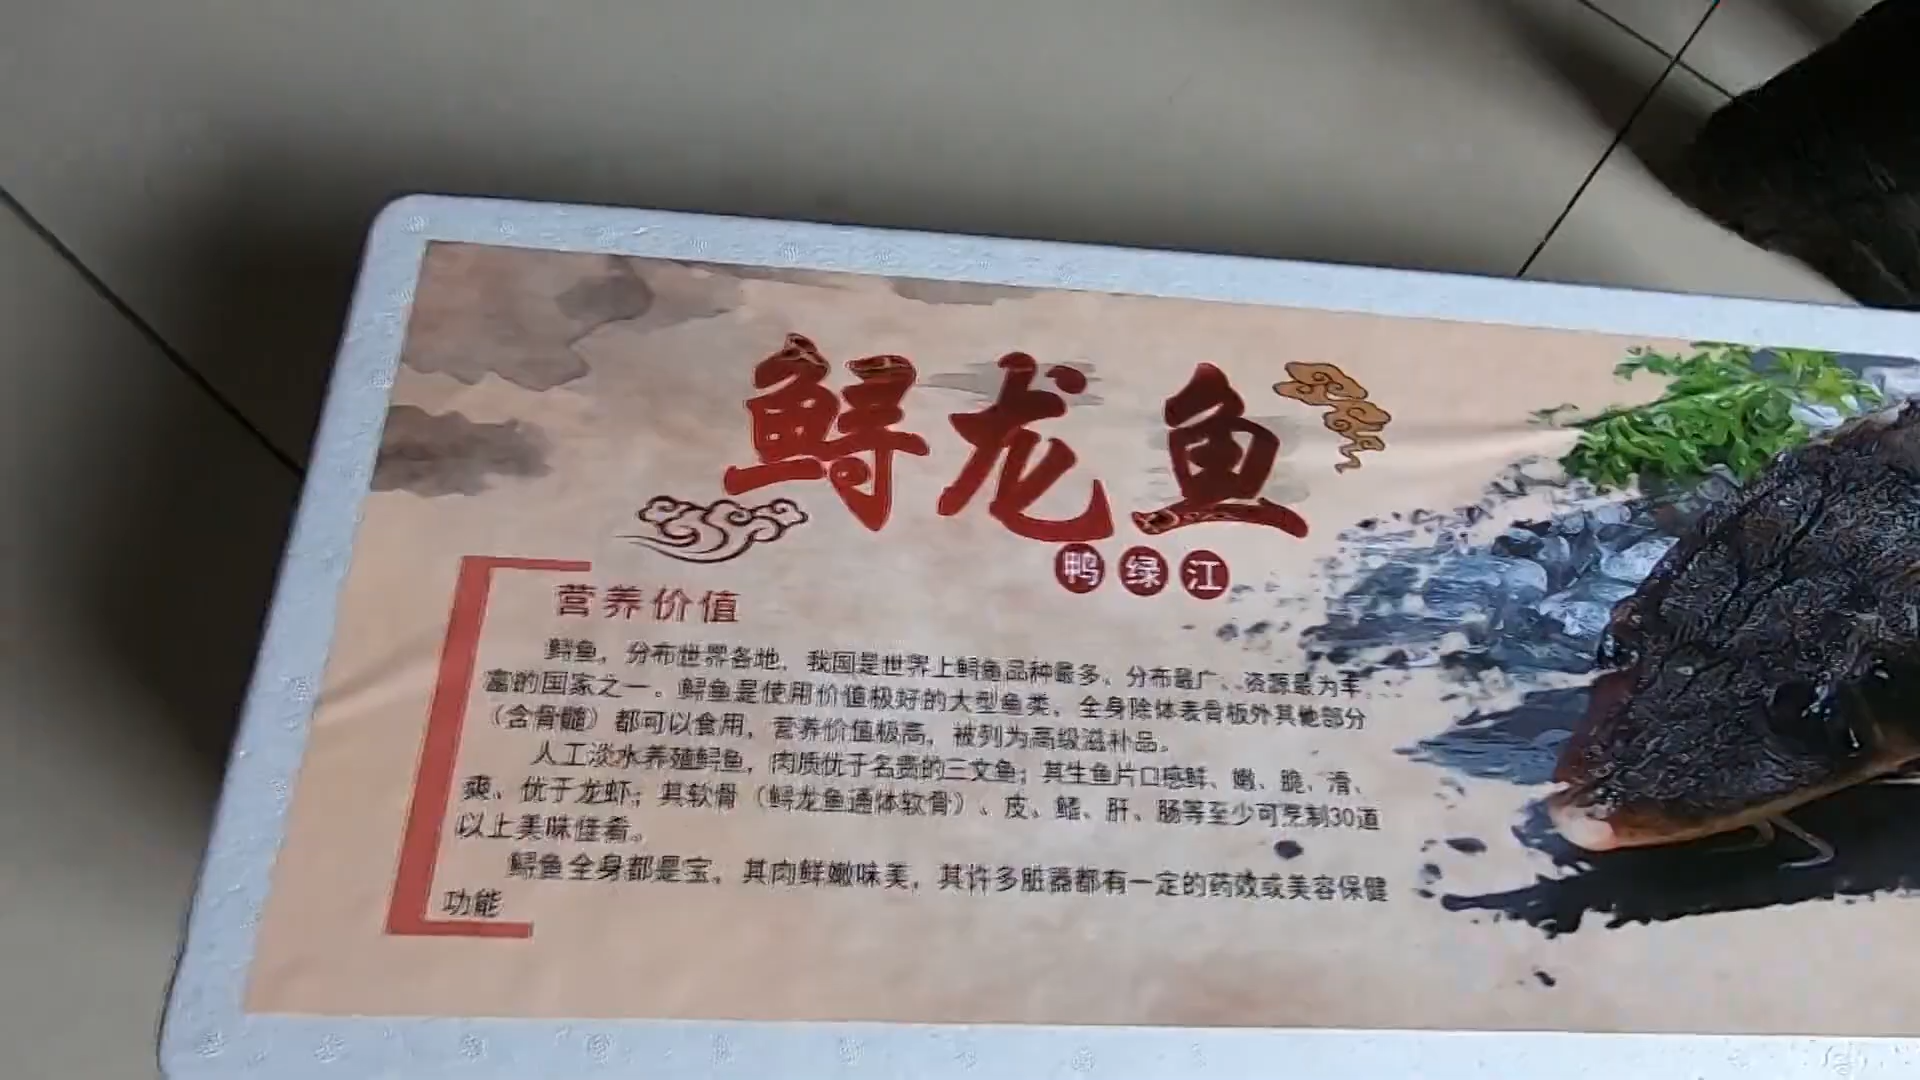 鲟龙鱼
鸭绿江
营养价值
鲟鱼，分布世界各地，我国是世界上鲟鱼品种最多、分布最广、资源最为丰
富的国家之一。鲟鱼是使用价值极好的大型鱼类，全身除体表骨板外其他部分
（含骨髓）都可以食用，营养价值极高，被列为高级滋补品。
人工淡水养殖鲟鱼，肉质优于名贵的三文鱼；其生鱼片口感鲜、嫩、脆、滑、
爽、优于龙虾；其软骨（鲟龙鱼通体软骨）、皮、鳍、肝、肠等至少可烹制30道
以上美味佳肴。
鲟鱼全身都是宝，其肉鲜嫩味美，其许多脏器都有一定的药效或美容保健
功能